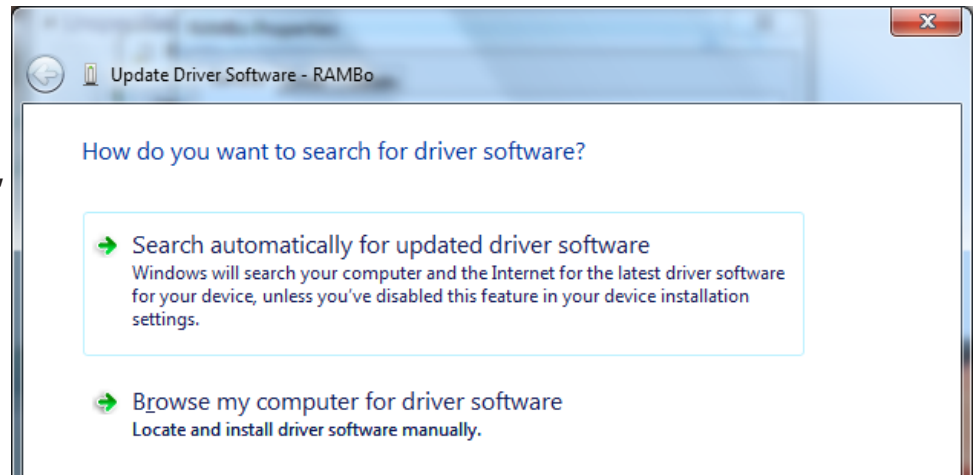 Update Driver Software - RAMBo
How do you want to search for driver software?
Search automatically for updated driver software
Windows will search your computer and the Internet for the latest driver software
for your device, unless you've disabled this feature in your device installation
settings.
Browse my computer for driver software
Locate and install driver software manually.